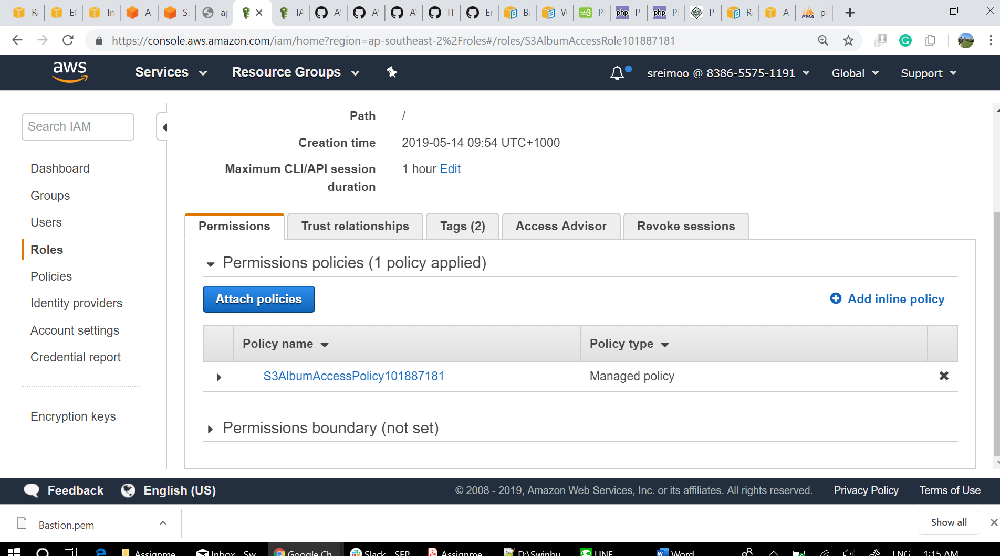 https://console.aws.amazon.com/iam/home?region=ap-southeast-2%2Froles#/roles/S3AlbumAccessRole101887181
aws
Services
Resource Groups
sreimoo @ 8386-5575-1191
Global
Support
Search IAM
Path /
Creation time 2019-05-14 09:54 UTC+1000
Maximum CLI/API session duration 1 hour Edit
Dashboard
Groups
Users
Roles
Policies
Identity providers
Account settings
Credential report
Encryption keys
Permissions
Trust relationships
Tags (2)
Access Advisor
Revoke sessions
Permissions policies (1 policy applied)
Attach policies
Add inline policy
Policy name
Policy type
S3AlbumAccessPolicy101887181
Managed policy
Permissions boundary (not set)
Feedback
English (US)
© 2008 - 2019, Amazon Web Services, Inc. or its affiliates. All rights reserved.
Privacy Policy
Terms of Use
Bastion.pem
Show all
Assignme
Inbox - Sw
Google Ch
Slack - SEP
Assignme
D:\Swinbu
LINE
Word
ENG
1:15 AM